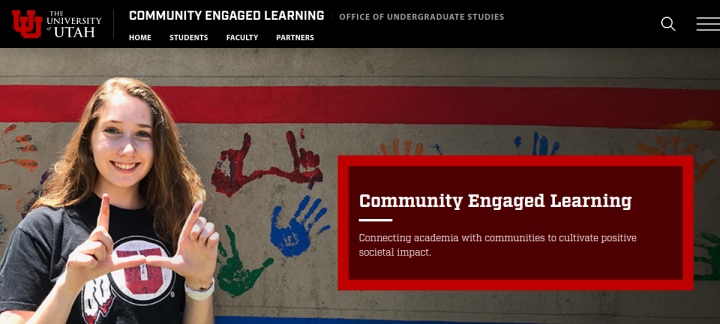 THE
UNIVERSITY
OF UTAH
COMMUNITY ENGAGED LEARNING
OFFICE OF UNDERGRADUATE STUDIES
HOME STUDENTS FACULTY PARTNERS
Community Engaged Learning
Connecting academia with communities to cultivate positive
societal impact.